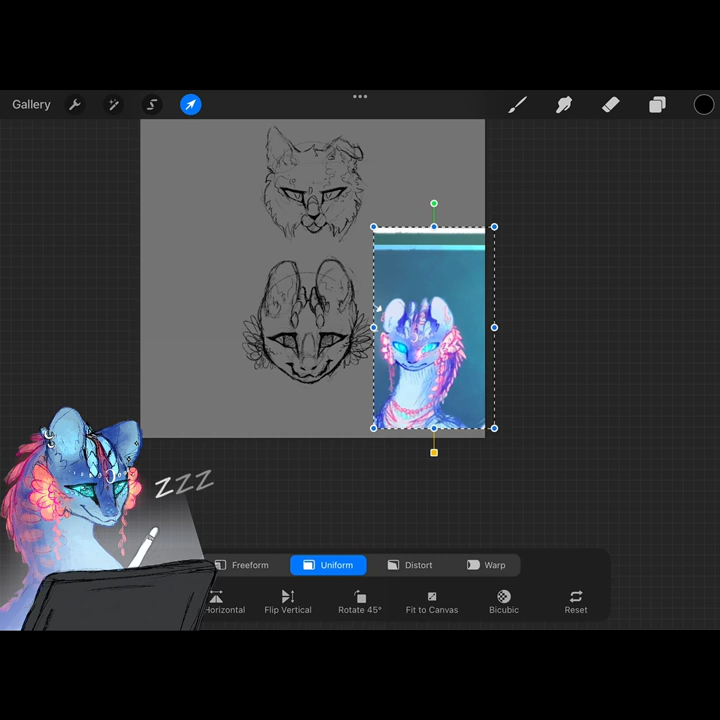 Gallery
ZZZ
Freeform Uniform Distort Warp
Horizontal Flip Vertical Rotate 45° Fit to Canvas Bicubic Reset